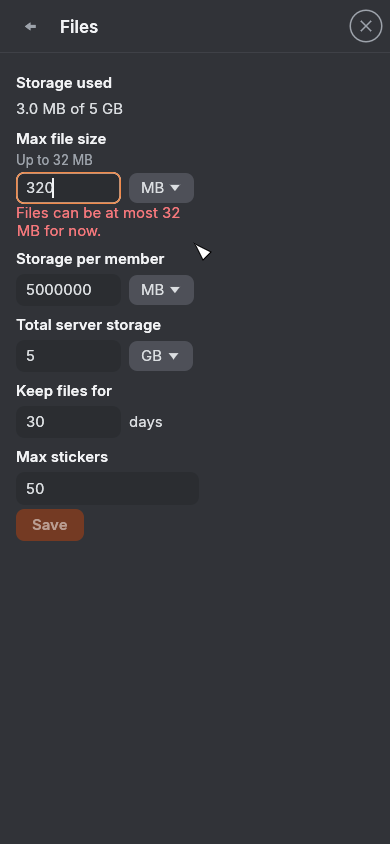 Files
Storage used
3.0 MB of 5 GB
Max file size
Up to 32 MB
320 MB
Files can be at most 32
MB for now.
Storage per member
5000000 MB
Total server storage
5 GB
Keep files for
30 days
Max stickers
50
Save